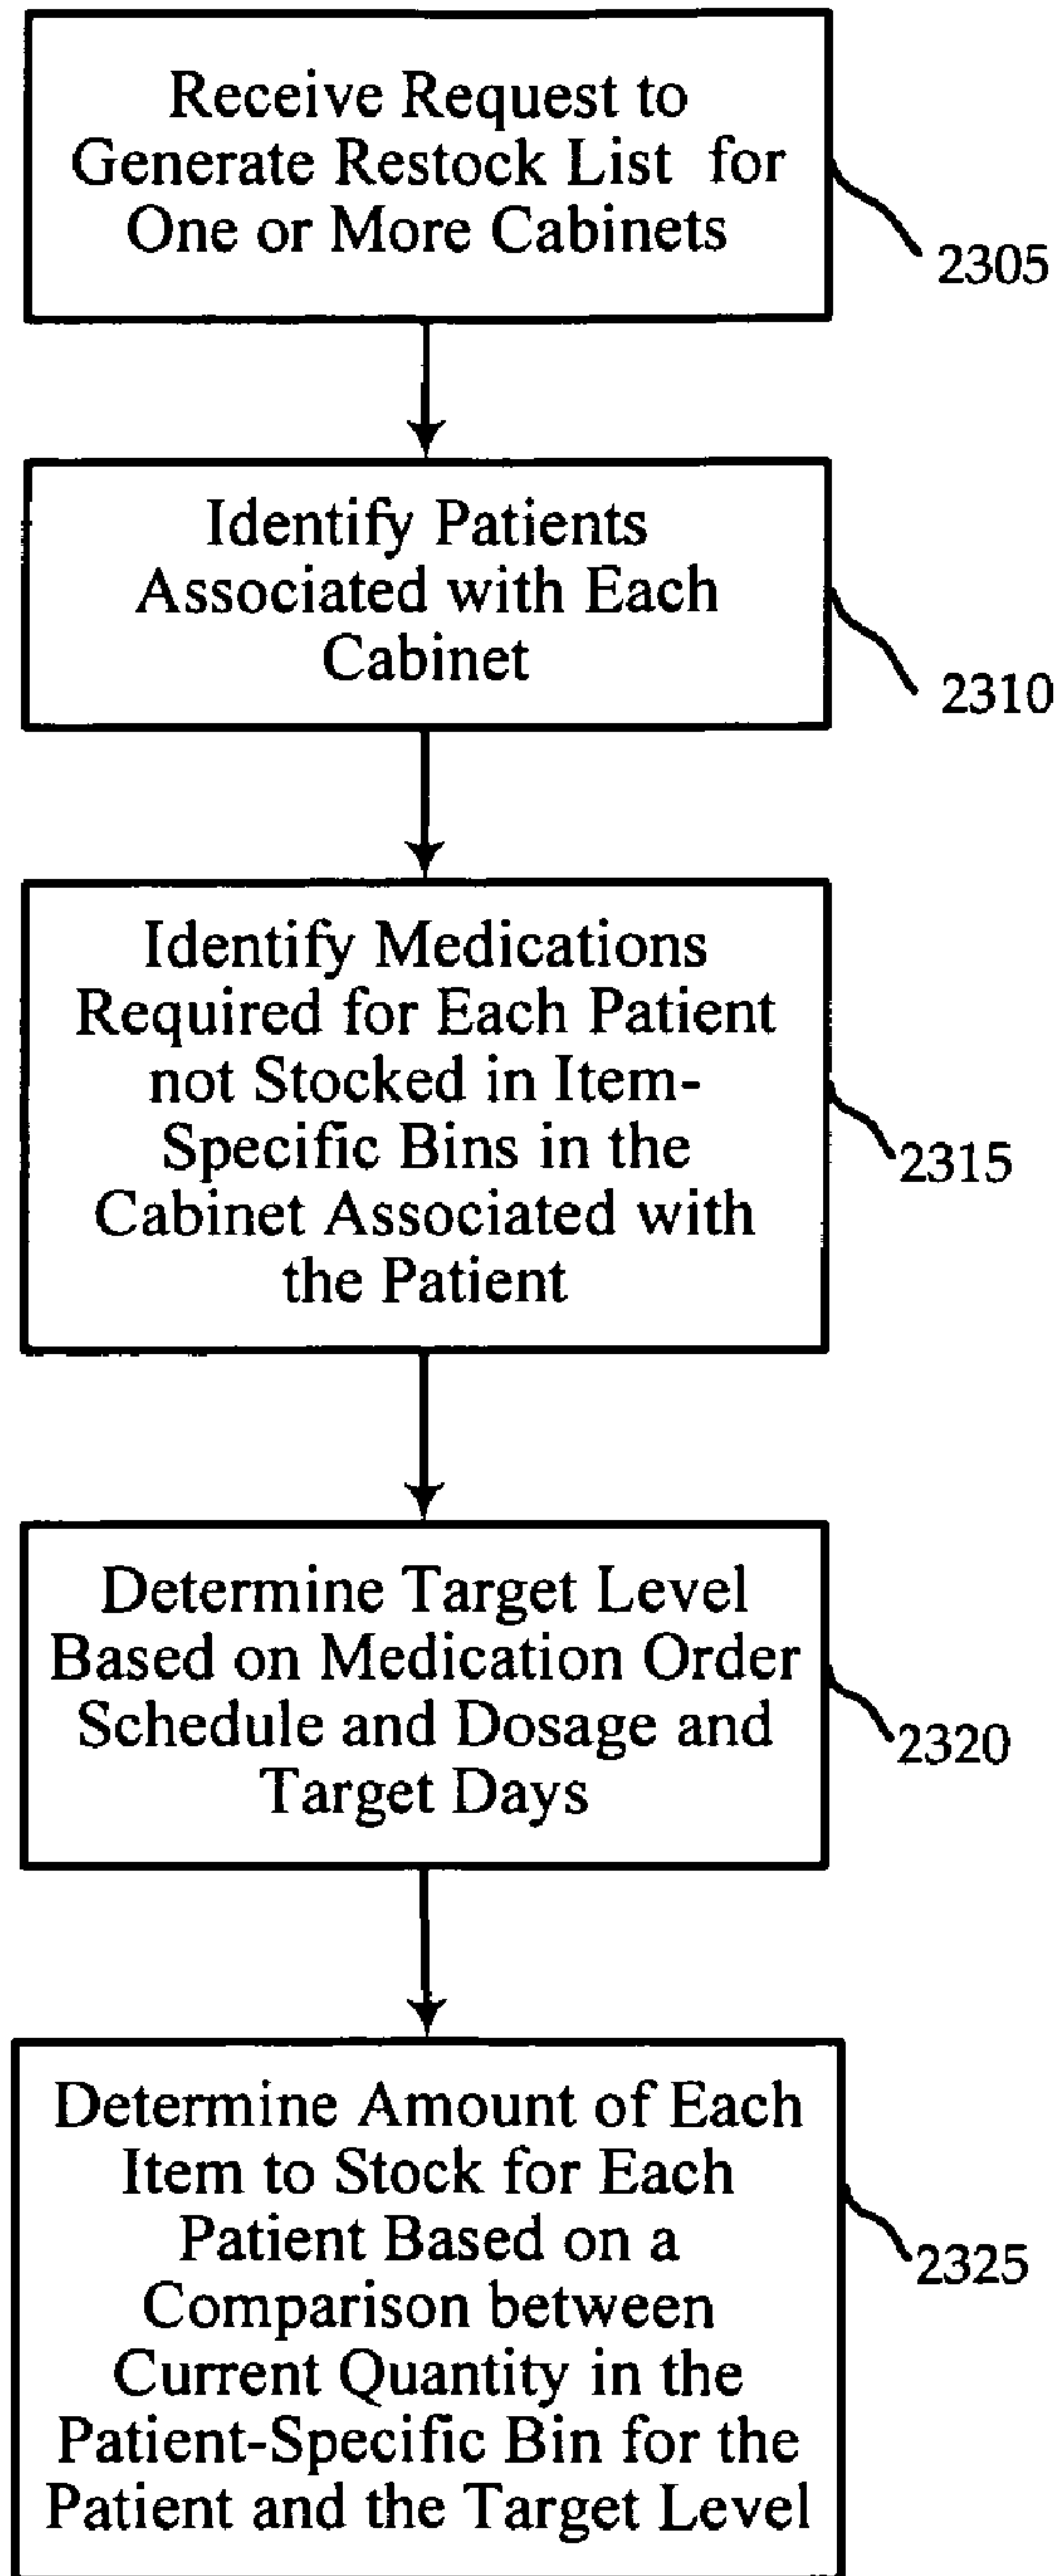 Receive Request to
Generate Restock List for
One or More Cabinets
2305
Identify Patients
Associated with Each
Cabinet
2310
Identify Medications
Required for Each Patient
not Stocked in Item-
Specific Bins in the
Cabinet Associated with
the Patient
2315
Determine Target Level
Based on Medication Order
Schedule and Dosage and
Target Days
2320
Determine Amount of Each
Item to Stock for Each
Patient Based on a
Comparison between
Current Quantity in the
Patient-Specific Bin for the
Patient and the Target Level
2325